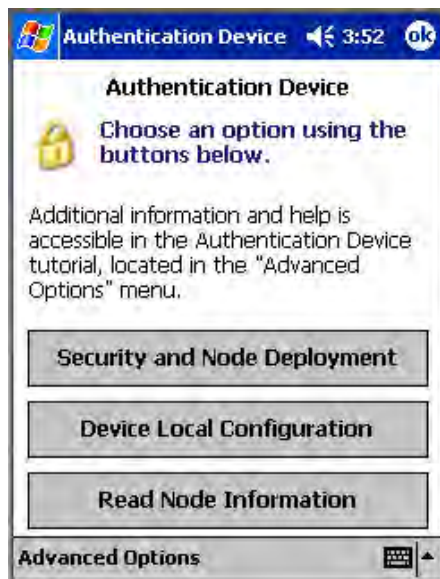 Authentication Device 3:52 ok
Authentication Device
Choose an option using the
buttons below.
Additional information and help is
accessible in the Authentication Device
tutorial, located in the "Advanced
Options" menu.
Security and Node Deployment
Device Local Configuration
Read Node Information
Advanced Options